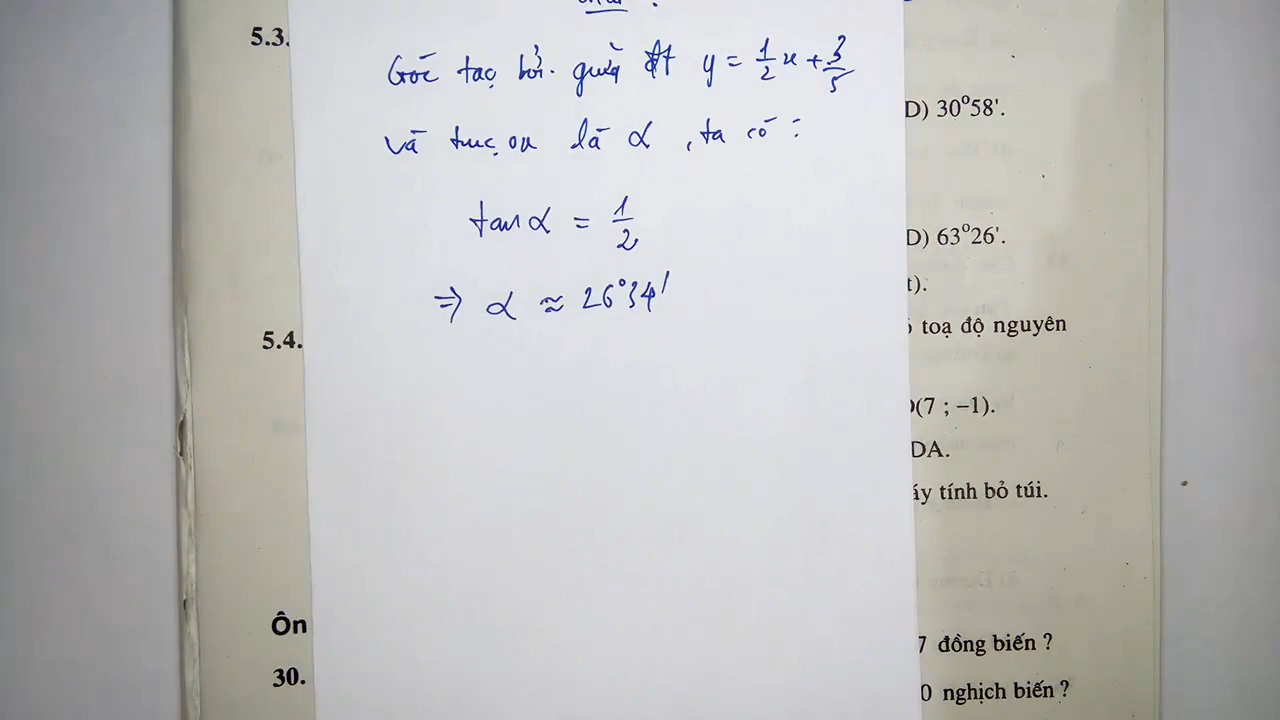 5.3.
Góc tạo bởi giữa đt y = 1/2 x + 3/5
D) 30°58'.
và trục ox là α, ta có :
tan α = 1/2
D) 63°26'.
⇒ α ≈ 26°34'
t).
5.4.
ó toạ độ nguyên
D(7 ; –1).
DA.
áy tính bỏ túi.
Ôn
7 đồng biến ?
30.
0 nghịch biến ?